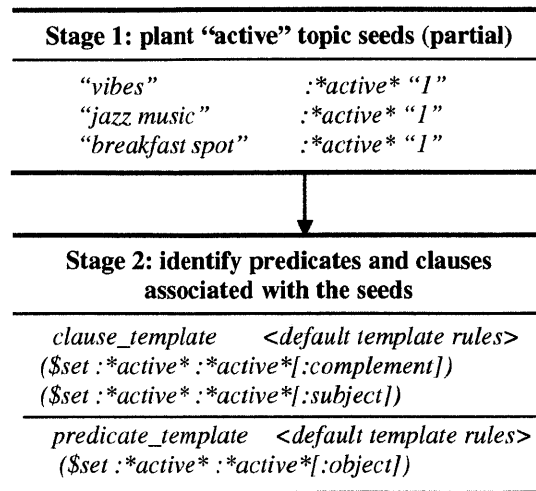 Stage 1: plant “active” topic seeds (partial)
“vibes” :*active* “1”
“jazz music” :*active* “1”
“breakfast spot” :*active* “1”
Stage 2: identify predicates and clauses
associated with the seeds
clause_template <default template rules>
($set :*active* :*active*[:complement])
($set :*active* :*active*[:subject])
predicate_template <default template rules>
($set :*active* :*active*[:object])